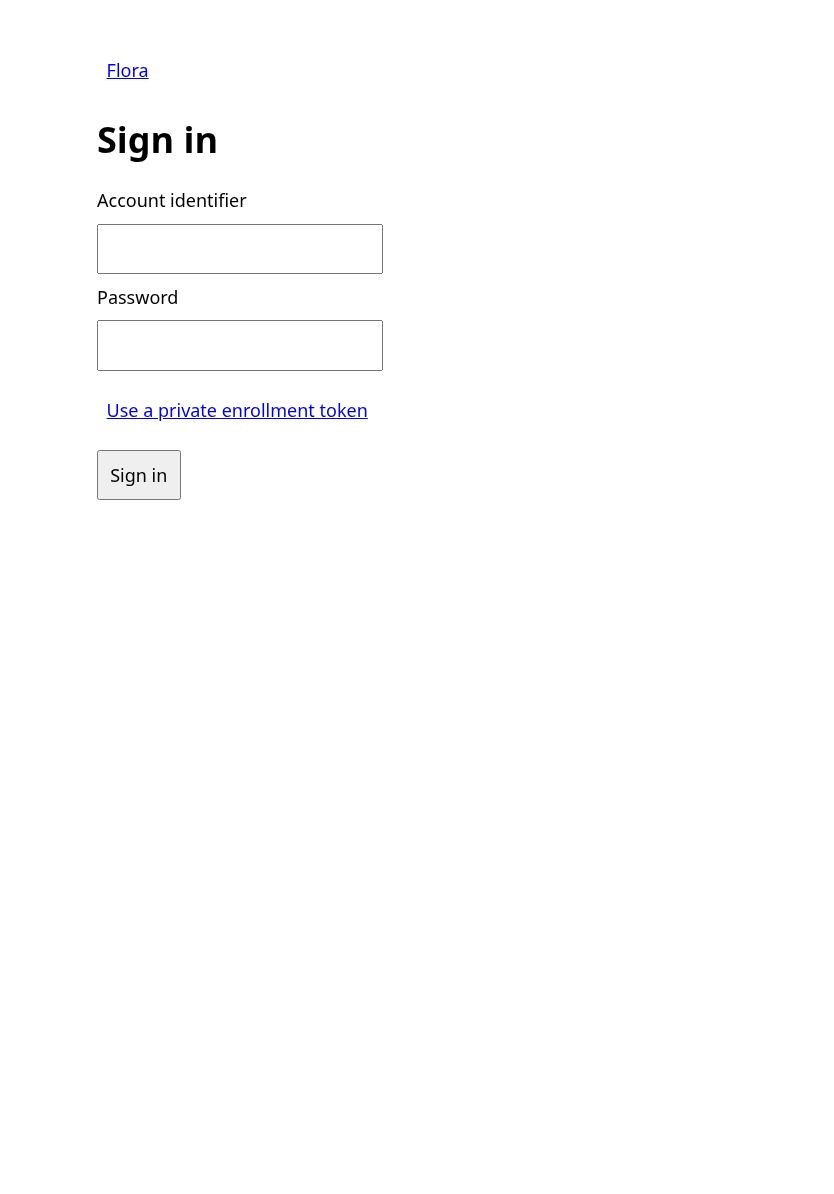 Flora
Sign in
Account identifier
Password
Use a private enrollment token
Sign in